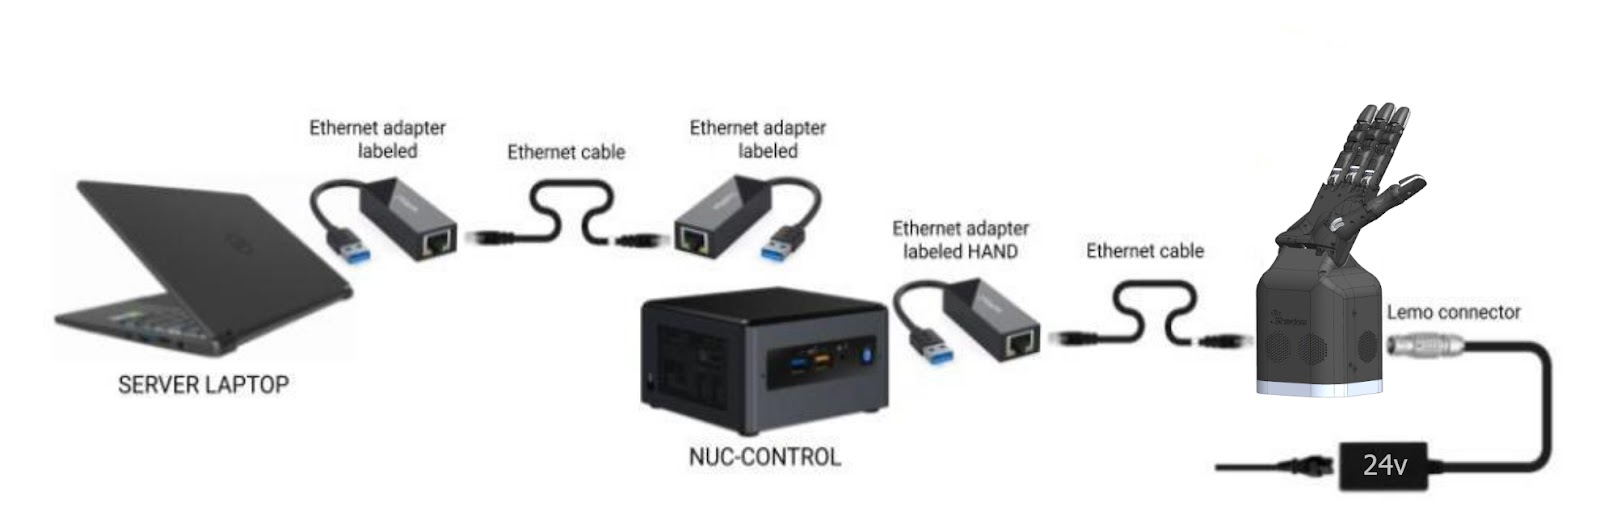 Ethernet adapter
labeled
Ethernet cable
Ethernet adapter
labeled
Ethernet adapter
labeled HAND
Ethernet cable
Lemo connector
SERVER LAPTOP
NUC-CONTROL
24v